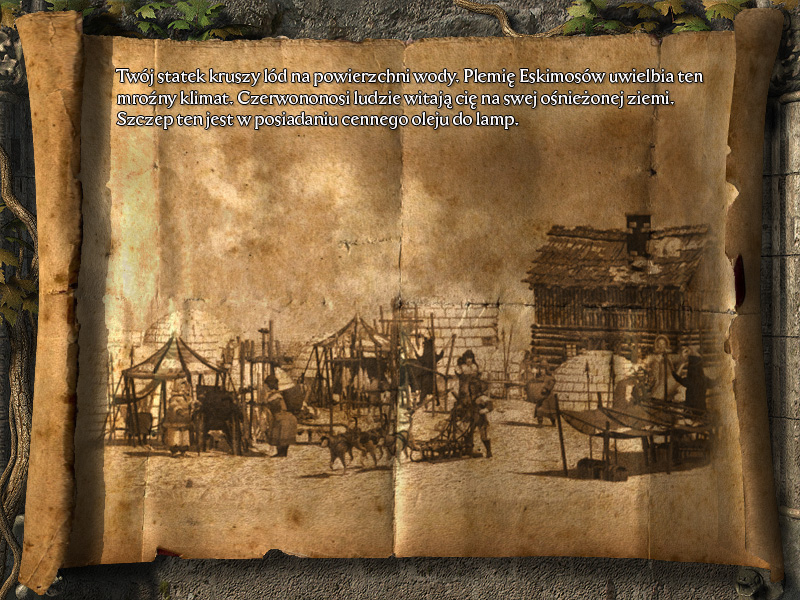 Twój statek kruszy lód na powierzchni wody. Plemię Eskimosów uwielbia ten
mroźny klimat. Czerwononosi ludzie witają cię na swej ośnieżonej ziemi.
Szczep ten jest w posiadaniu cennego oleju do lamp.